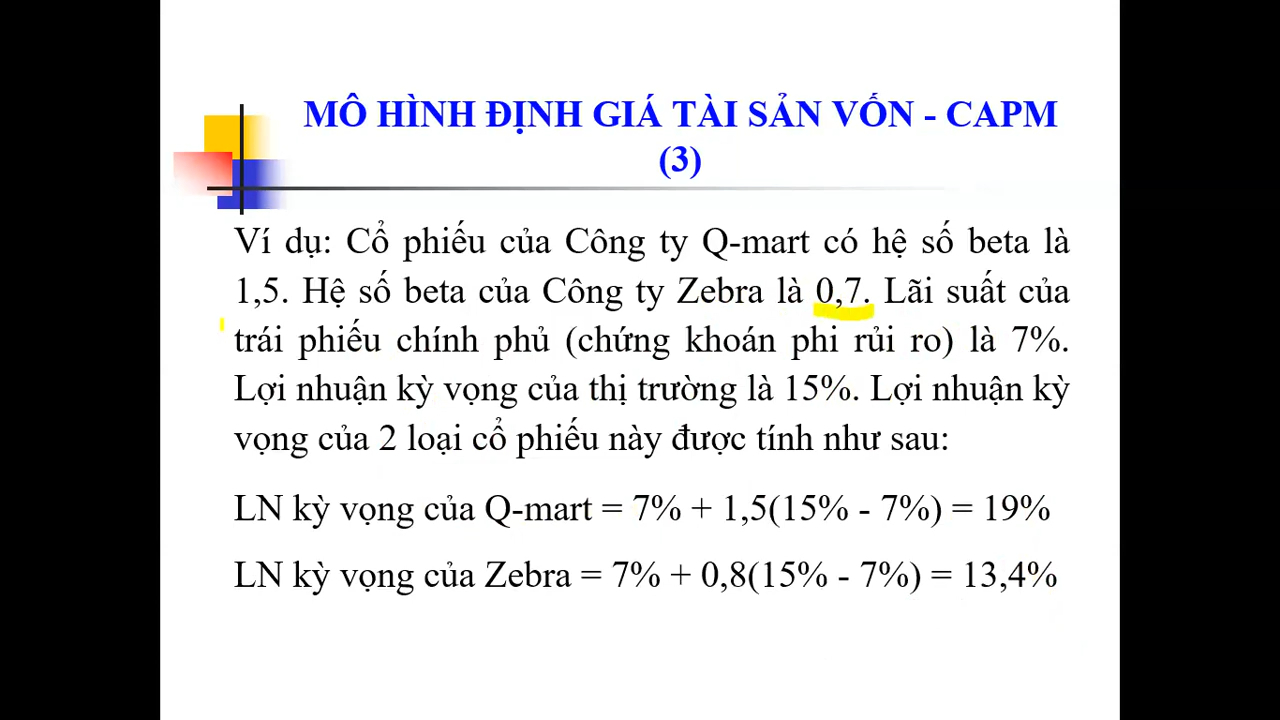 MÔ HÌNH ĐỊNH GIÁ TÀI SẢN VỐN - CAPM
(3)
Ví dụ: Cổ phiếu của Công ty Q-mart có hệ số beta là
1,5. Hệ số beta của Công ty Zebra là 0,7. Lãi suất của
trái phiếu chính phủ (chứng khoán phi rủi ro) là 7%.
Lợi nhuận kỳ vọng của thị trường là 15%. Lợi nhuận kỳ
vọng của 2 loại cổ phiếu này được tính như sau:
LN kỳ vọng của Q-mart = 7% + 1,5(15% - 7%) = 19%
LN kỳ vọng của Zebra = 7% + 0,8(15% - 7%) = 13,4%